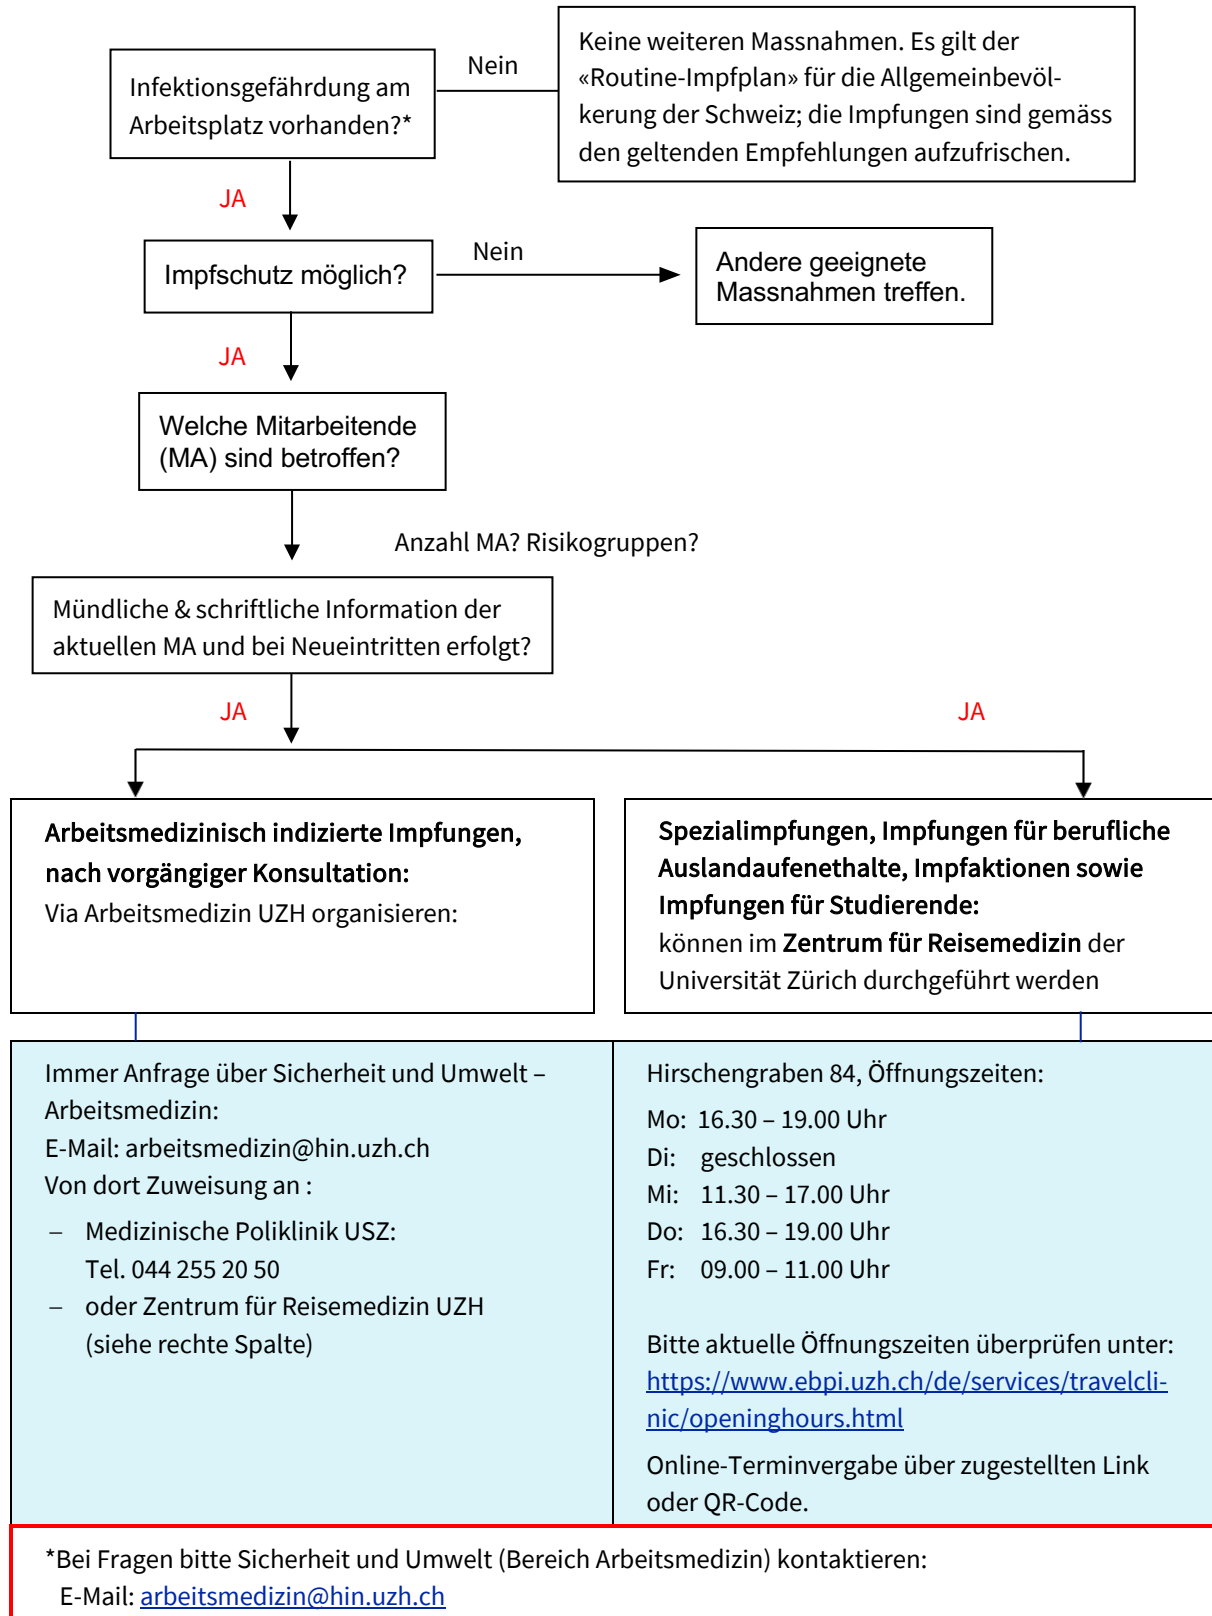 Infektionsgefährdung am
Arbeitsplatz vorhanden?*
Nein
Keine weiteren Massnahmen. Es gilt der
«Routine-Impfplan» für die Allgemeinbevöl-
kerung der Schweiz; die Impfungen sind gemäss
den geltenden Empfehlungen aufzufrischen.
JA
Impfschutz möglich?
Nein
Andere geeignete
Massnahmen treffen.
JA
Welche Mitarbeitende
(MA) sind betroffen?
Anzahl MA? Risikogruppen?
Mündliche & schriftliche Information der
aktuellen MA und bei Neueintritten erfolgt?
JA
JA
Arbeitsmedizinisch indizierte Impfungen,
nach vorgängiger Konsultation:
Via Arbeitsmedizin UZH organisieren:
Spezialimpfungen, Impfungen für berufliche
Auslandaufenethalte, Impfaktionen sowie
Impfungen für Studierende:
können im Zentrum für Reisemedizin der
Universität Zürich durchgeführt werden
Immer Anfrage über Sicherheit und Umwelt –
Arbeitsmedizin:
E-Mail: arbeitsmedizin@hin.uzh.ch
Von dort Zuweisung an :
– Medizinische Poliklinik USZ:
Tel. 044 255 20 50
– oder Zentrum für Reisemedizin UZH
(siehe rechte Spalte)
Hirschengraben 84, Öffnungszeiten:
Mo: 16.30 – 19.00 Uhr
Di: geschlossen
Mi: 11.30 – 17.00 Uhr
Do: 16.30 – 19.00 Uhr
Fr: 09.00 – 11.00 Uhr
Bitte aktuelle Öffnungszeiten überprüfen unter:
https://www.ebpi.uzh.ch/de/services/travelcli-
nic/openinghours.html
Online-Terminvergabe über zugestellten Link
oder QR-Code.
*Bei Fragen bitte Sicherheit und Umwelt (Bereich Arbeitsmedizin) kontaktieren:
E-Mail: arbeitsmedizin@hin.uzh.ch